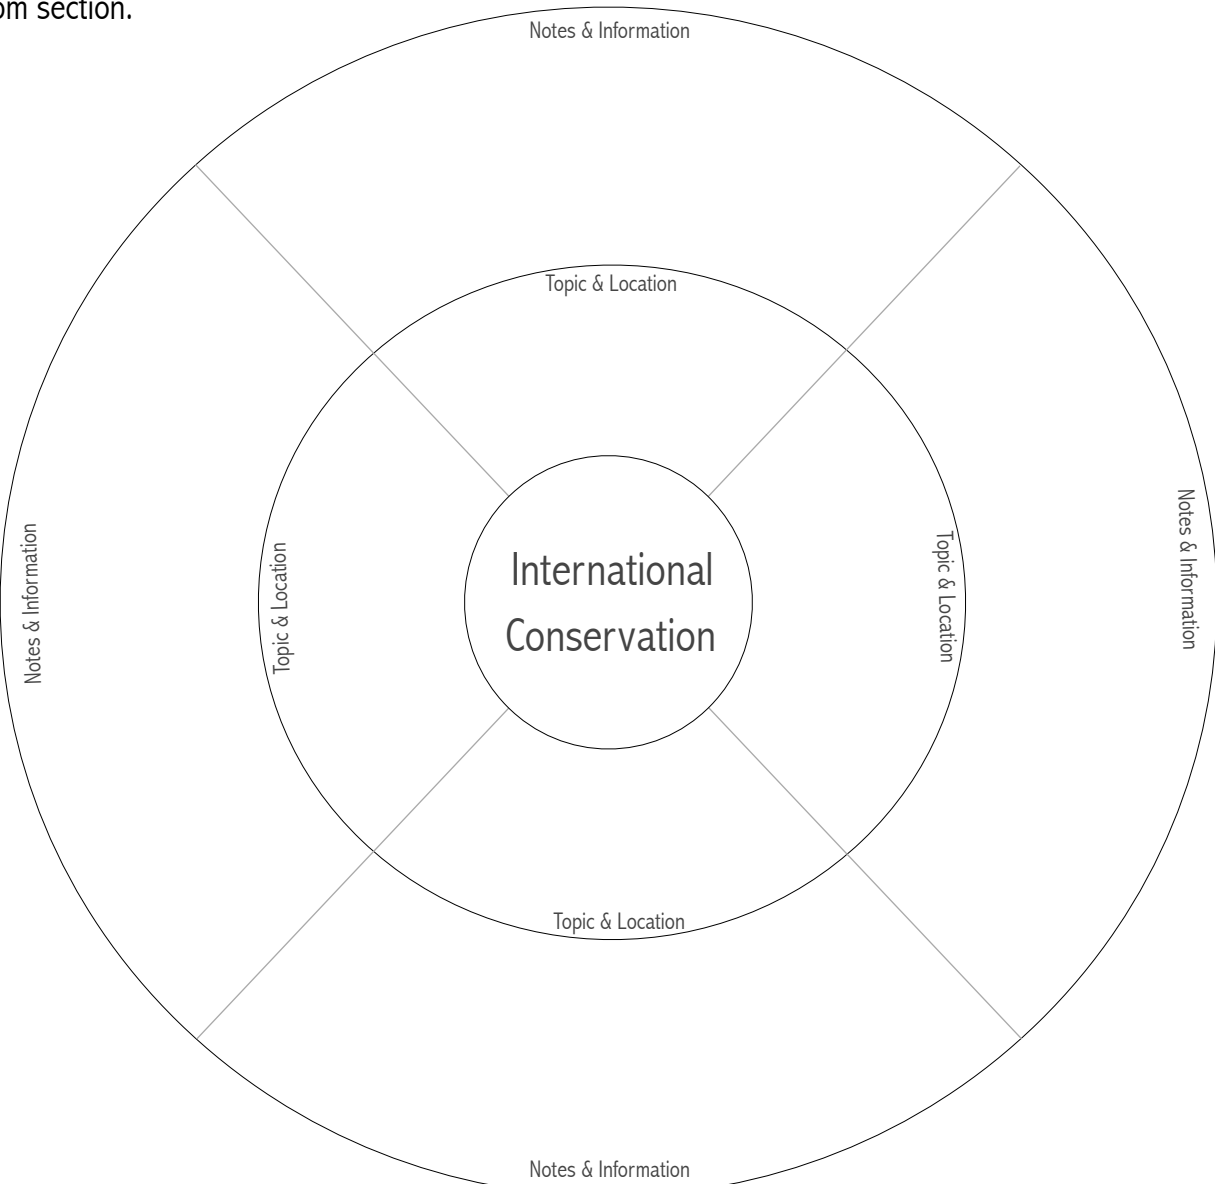 om section.
Notes & Information
Topic & Location
Notes & Information
Topic & Location
International
Conservation
Topic & Location
Notes & Information
Topic & Location
Notes & Information